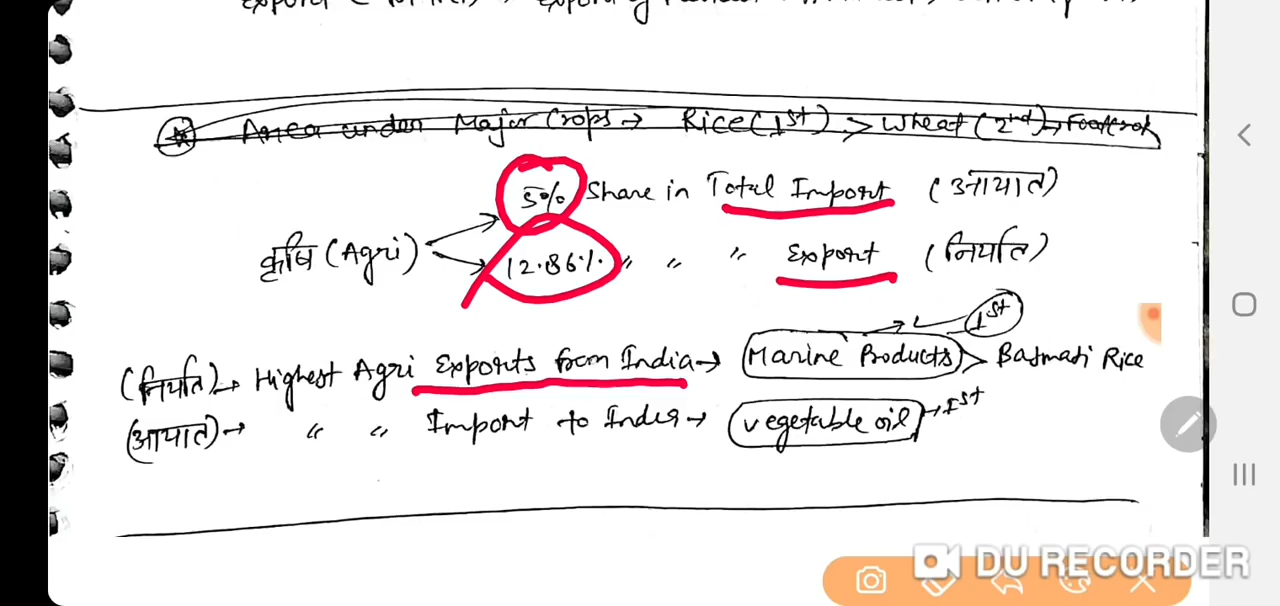 Export
(*) Area under Major Crops → Rice (1st) > Wheat (2nd) →
5% Share in Total Import (आयात)
कृषि (Agri)
12.86% " " " Export (निर्यात)
1st
(निर्यात) → Highest Agri Exports from India → Marine Products > Basmati Rice
(आयात) → " " Import to India → vegetable oil → 1st
DU RECORDER